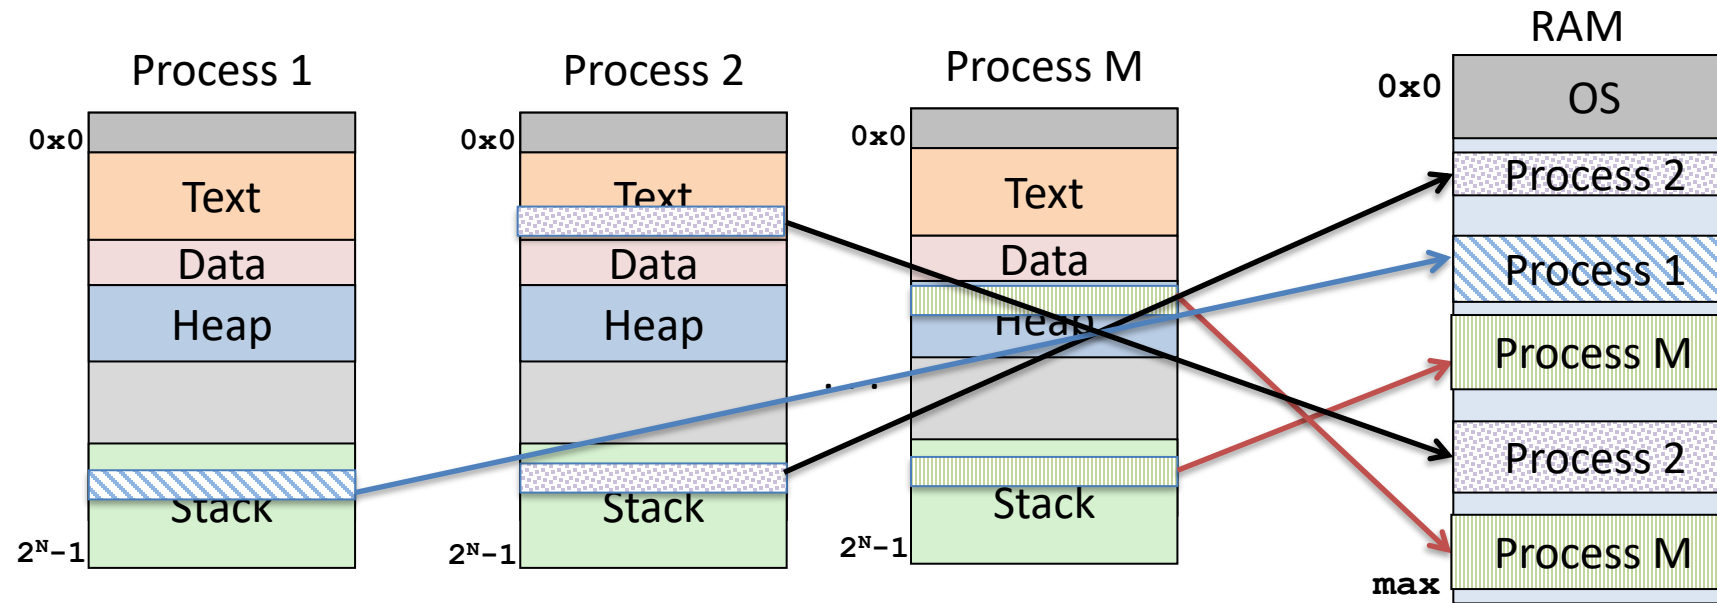 Process 1
0x0
Text
Data
Heap
Stack
2ᴺ-1
Process 2
0x0
Text
Data
Heap
Stack
2ᴺ-1
. . .
Process M
0x0
Text
Data
Heap
Stack
2ᴺ-1
RAM
0x0
OS
Process 2
Process 1
Process M
Process 2
Process M
max